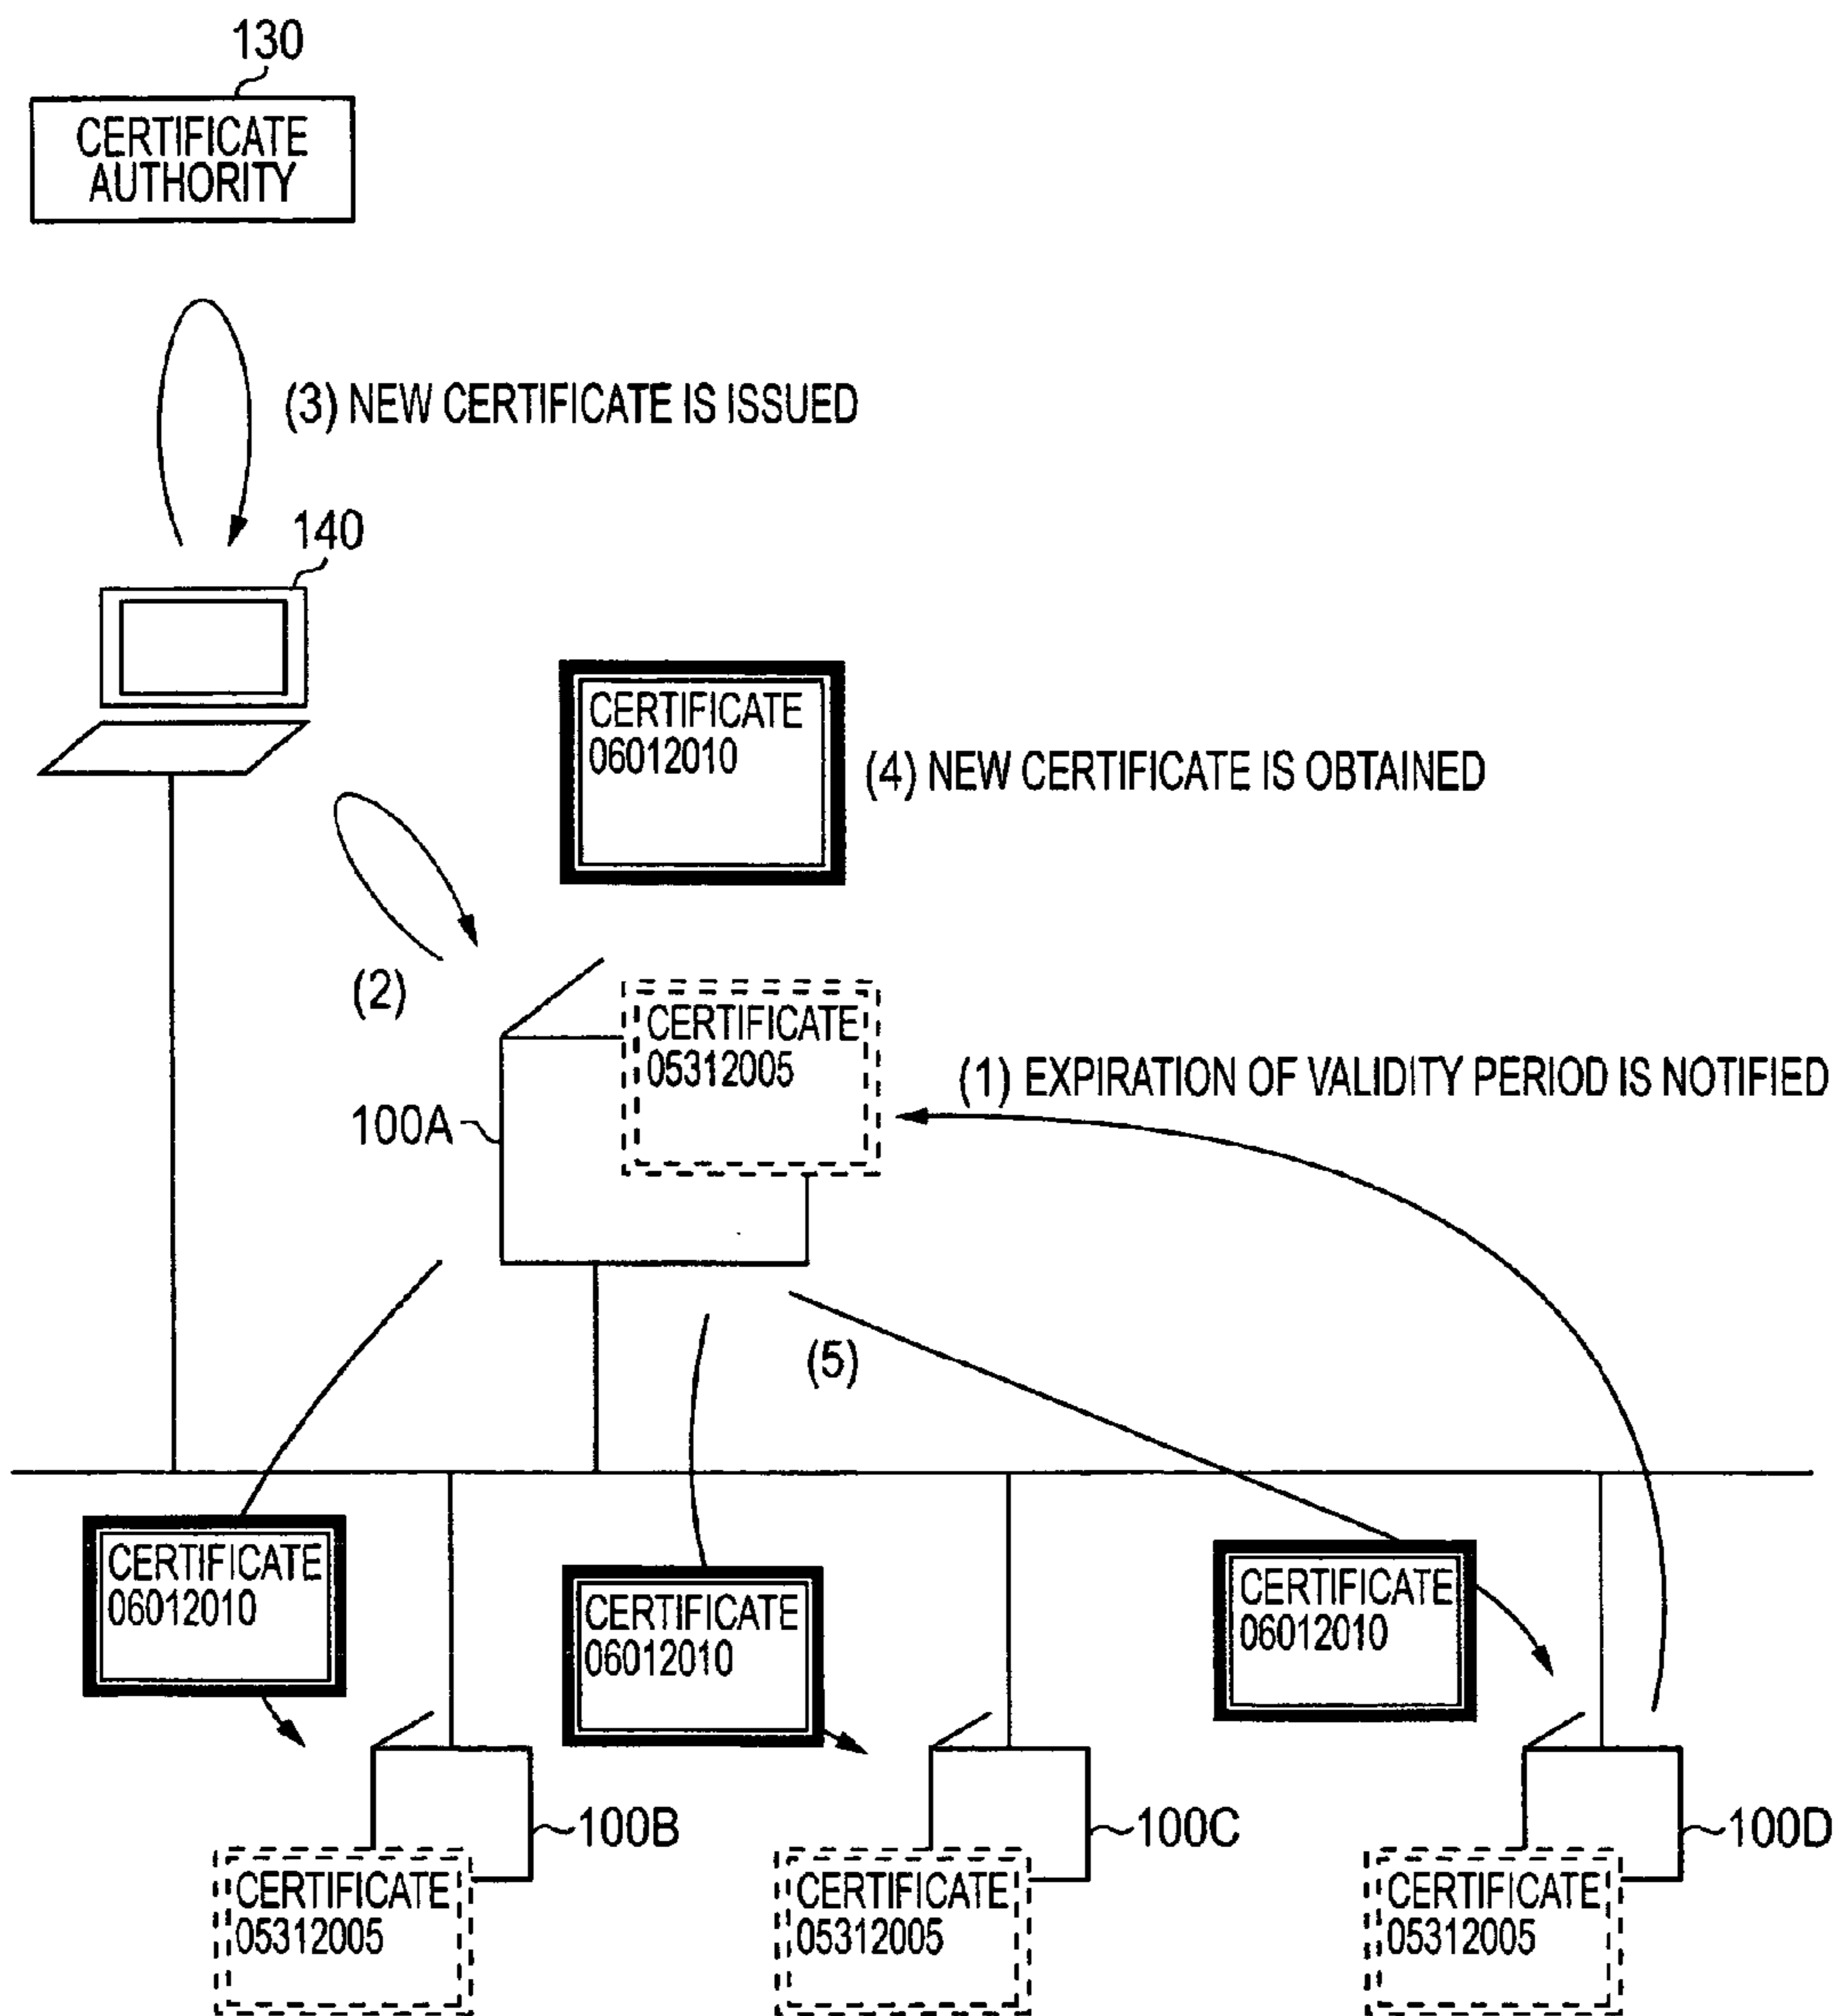 130
CERTIFICATE
AUTHORITY
(3) NEW CERTIFICATE IS ISSUED
140
CERTIFICATE
06012010
(4) NEW CERTIFICATE IS OBTAINED
(2)
CERTIFICATE
05312005
(1) EXPIRATION OF VALIDITY PERIOD IS NOTIFIED
100A
(5)
CERTIFICATE
06012010
CERTIFICATE
06012010
CERTIFICATE
06012010
100B
100C
100D
CERTIFICATE
05312005
CERTIFICATE
05312005
CERTIFICATE
05312005